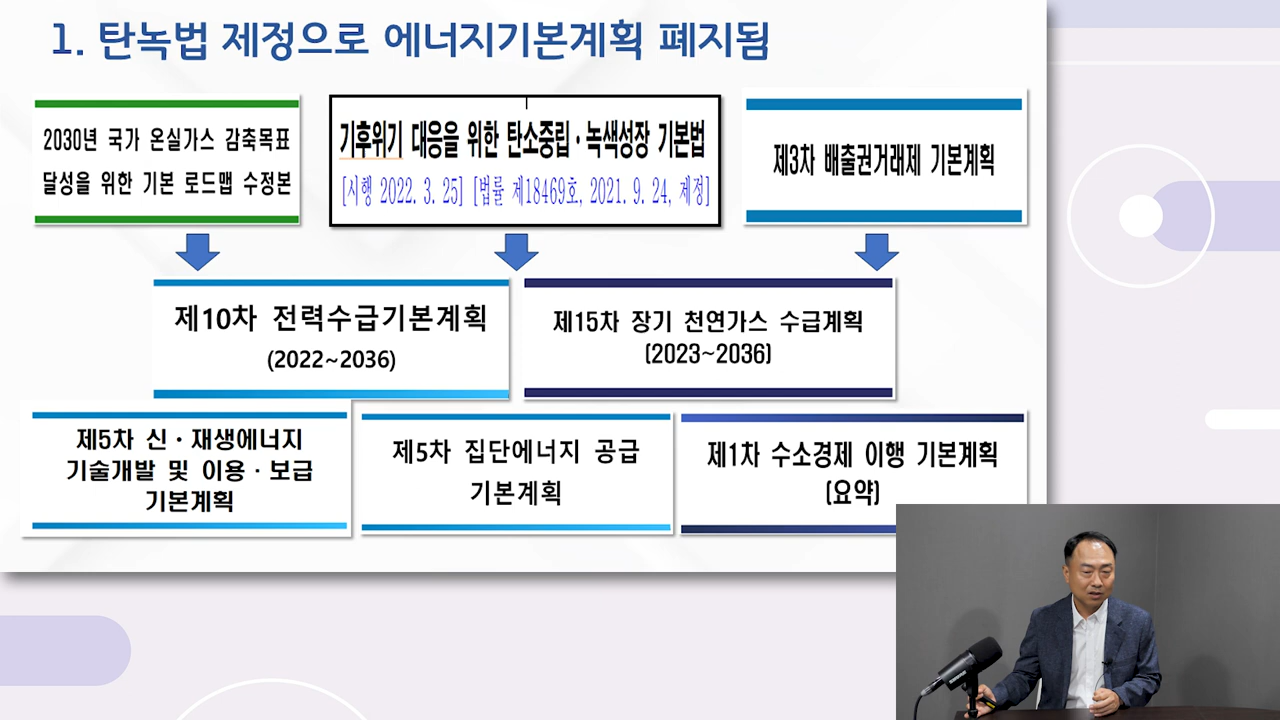 1. 탄녹법 제정으로 에너지기본계획 폐지됨
2030년 국가 온실가스 감축목표
달성을 위한 기본 로드맵 수정본
기후위기 대응을 위한 탄소중립·녹색성장 기본법
[시행 2022. 3. 25] [법률 제18469호, 2021. 9. 24, 제정]
제3차 배출권거래제 기본계획
제10차 전력수급기본계획
(2022~2036)
제15차 장기 천연가스 수급계획
(2023~2036)
제5차 신·재생에너지
기술개발 및 이용·보급
기본계획
제5차 집단에너지 공급
기본계획
제1차 수소경제 이행 기본계획
(요약)